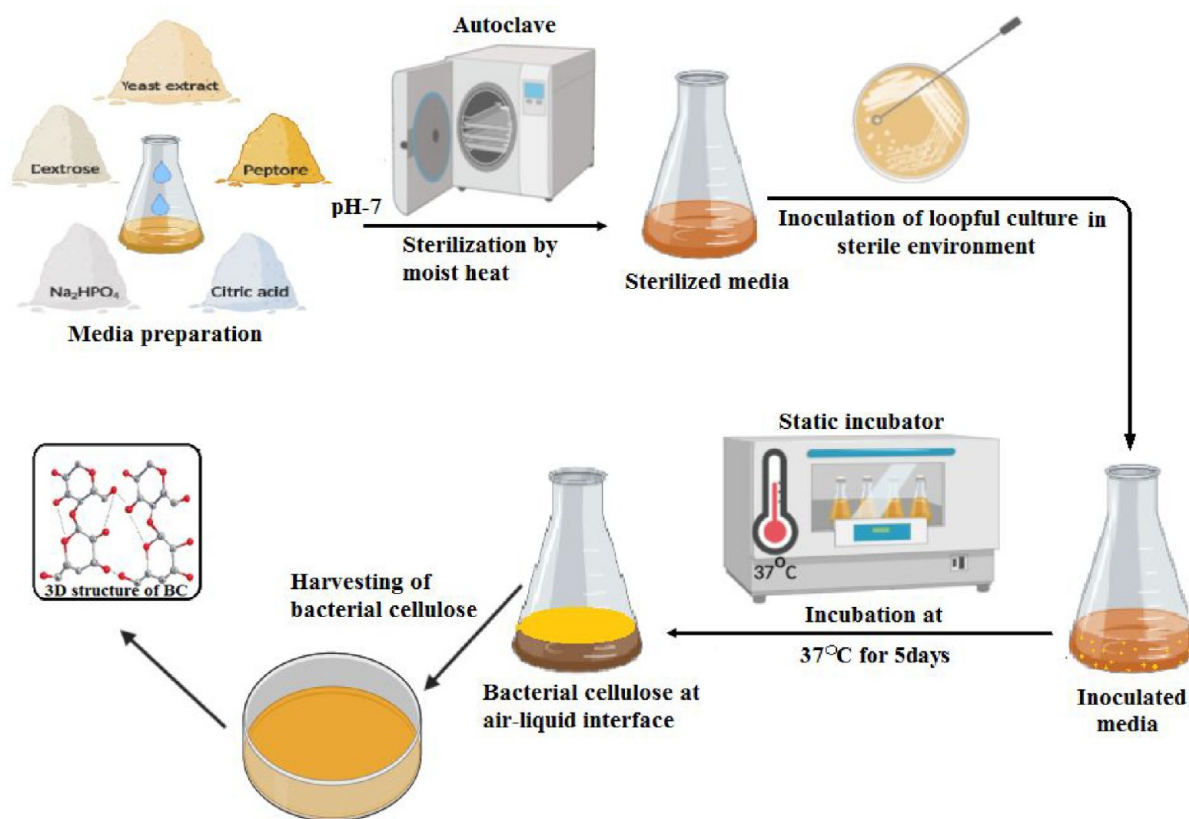 Yeast extract
Dextrose
Peptone
Na₂HPO₄
Citric acid
Media preparation
pH-7
Autoclave
Sterilization by
moist heat
Sterilized media
Inoculation of loopful culture in
sterile environment
Inoculated
media
Static incubator
37°C
Incubation at
37°C for 5days
Bacterial cellulose at
air-liquid interface
Harvesting of
bacterial cellulose
3D structure of BC